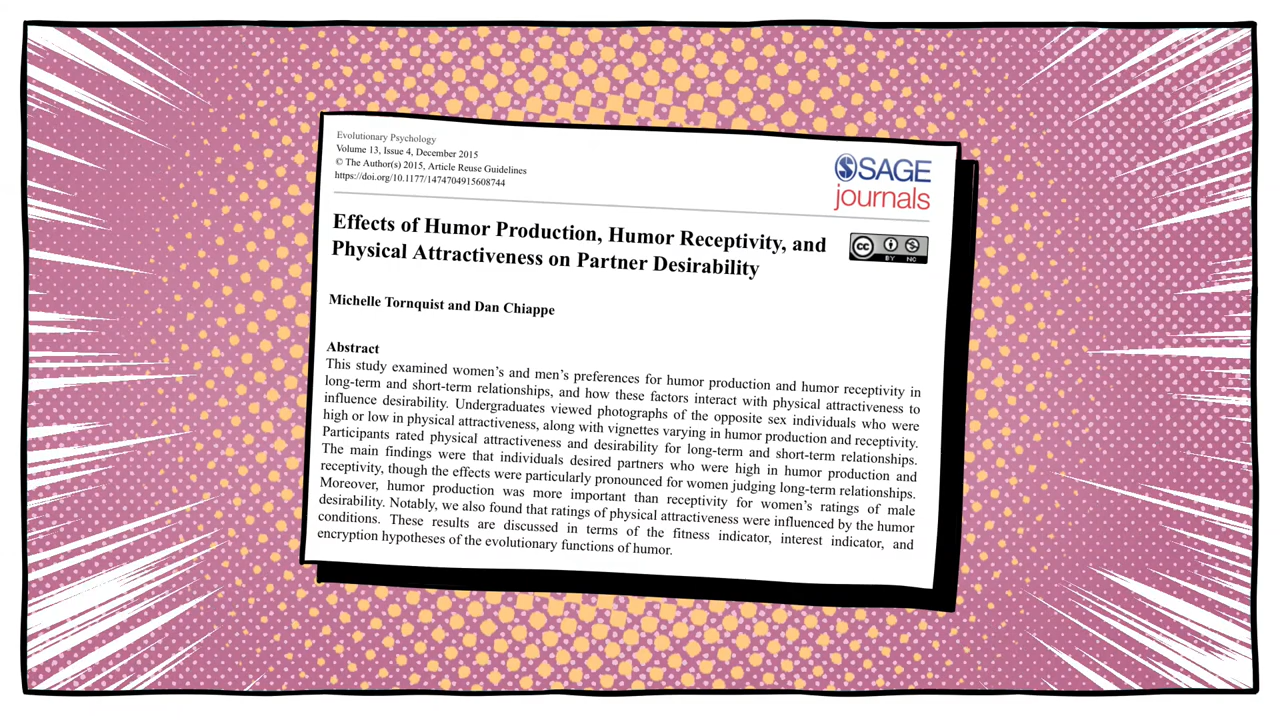 Evolutionary Psychology
Volume 13, Issue 4, December 2015
© The Author(s) 2015, Article Reuse Guidelines
https://doi.org/10.1177/1474704915608744
SAGE
journals
Effects of Humor Production, Humor Receptivity, and
Physical Attractiveness on Partner Desirability
cc
BY NC
Michelle Tornquist and Dan Chiappe
Abstract
This study examined women's and men's preferences for humor production and humor receptivity in
long-term and short-term relationships, and how these factors interact with physical attractiveness to
influence desirability. Undergraduates viewed photographs of the opposite sex individuals who were
high or low in physical attractiveness, along with vignettes varying in humor production and receptivity.
Participants rated physical attractiveness and desirability for long-term and short-term relationships.
The main findings were that individuals desired partners who were high in humor production and
receptivity, though the effects were particularly pronounced for women judging long-term relationships.
Moreover, humor production was more important than receptivity for women's ratings of male
desirability. Notably, we also found that ratings of physical attractiveness were influenced by the humor
conditions. These results are discussed in terms of the fitness indicator, interest indicator, and
encryption hypotheses of the evolutionary functions of humor.